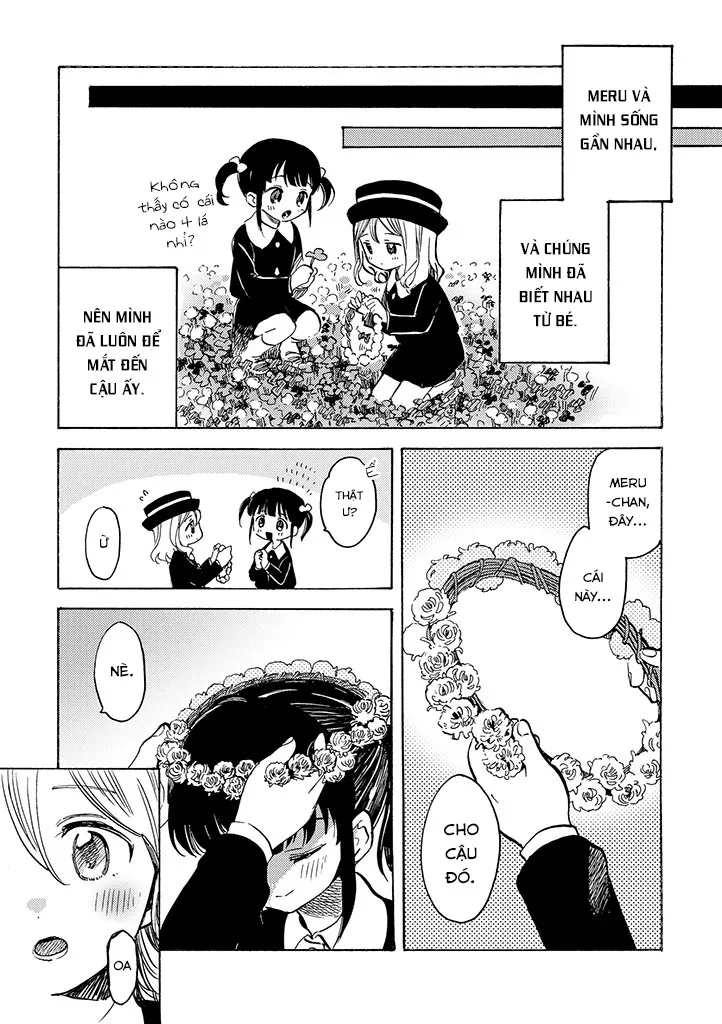 MERU VÀ
MÌNH SỐNG
GẦN NHAU.
VÀ CHÚNG
MÌNH ĐÃ
BIẾT NHAU
TỪ BÉ.
Không
thấy có cái
nào 4 lá
nhỉ?
NÊN MÌNH
ĐÃ LUÔN ĐỂ
MẮT ĐẾN
CẬU ẤY.
MERU
-CHAN,
ĐÂY...
CÁI
NÀY...
CHO
CẬU ĐÓ.
Ể
THẬT
Ư?
Ừ
NÈ.
OA